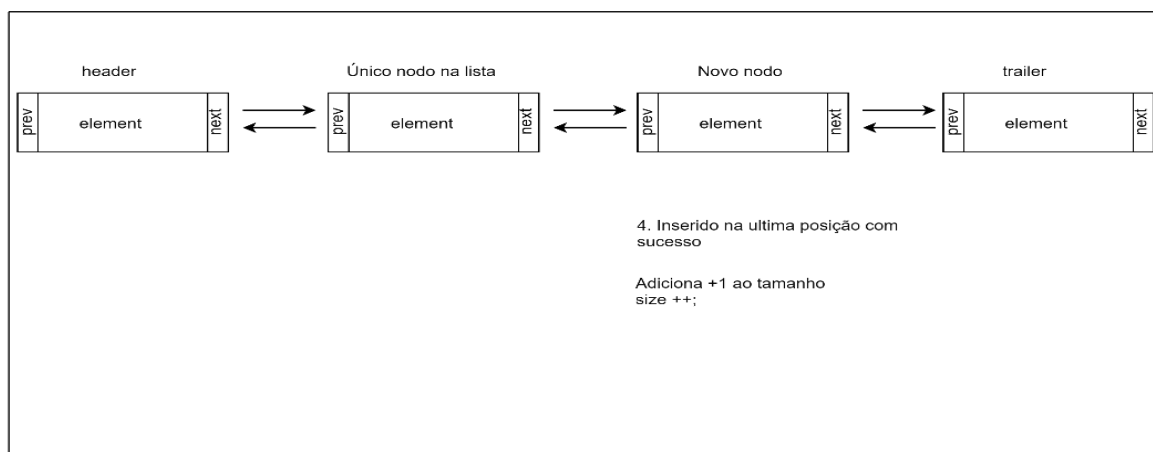 header
Único nodo na lista
Novo nodo
trailer
prev
element
next
prev
element
next
prev
element
next
prev
element
next
4. Inserido na ultima posição com
sucesso
Adiciona +1 ao tamanho
size ++;